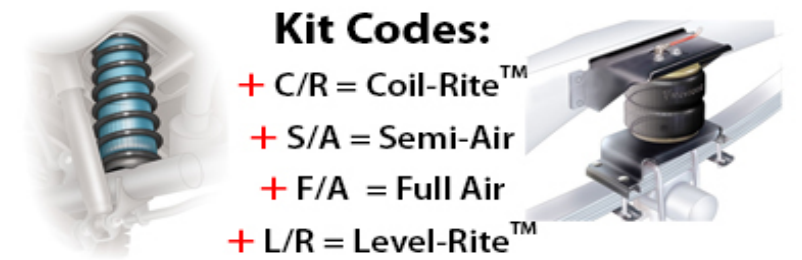 Kit Codes:
+ C/R = Coil-Rite™
+ S/A = Semi-Air
+ F/A = Full Air
+ L/R = Level-Rite™